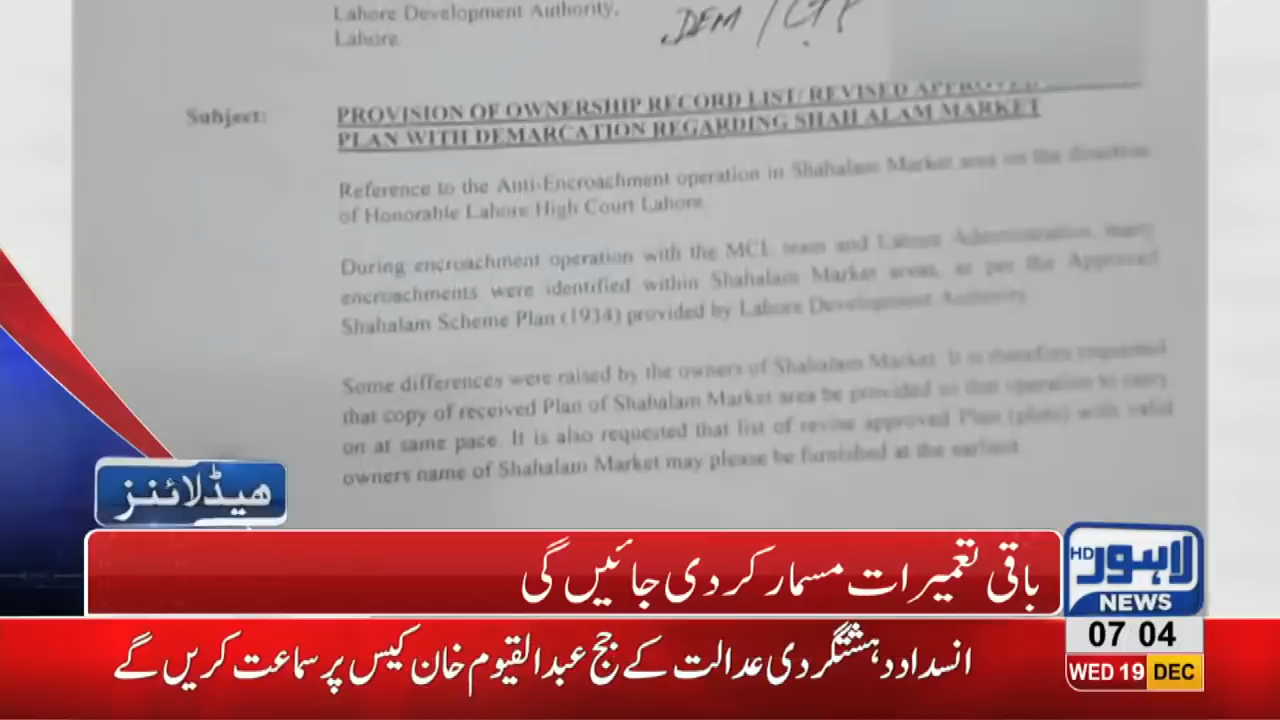 Lahore Development Authority,
Lahore
DEM /
Subject:
PROVISION OF OWNERSHIP RECORD LIST/ REVISED APPROVED
PLAN WITH DEMARCATION REGARDING SHAH ALAM MARKET
Reference to the Anti-Encroachment operation in Shahalam Market area on the direction
of Honorable Lahore High Court Lahore.
During encroachment operation with the MCL team and Lahore Administration, many
encroachments were identified within Shahalam Market areas, as per the Approved
Shahalam Scheme Plan (1934) provided by Lahore Development Authority.
Some differences were raised by the owners of Shahalam Market. It is therefore requested
that copy of received Plan of Shahalam Market area be provided so that operation to carry
on at same pace. It is also requested that list of revise approved Plan (plots) with valid
owners name of Shahalam Market may please be furnished at the earliest.
ہیڈلائنز
باقی تعمیرات مسمار کر دی جائیں گی
HD لاہور
NEWS
07 04
WED 19 DEC
انسداد دہشتگردی عدالت کے جج عبدالقیوم خان کیس پر سماعت کریں گے